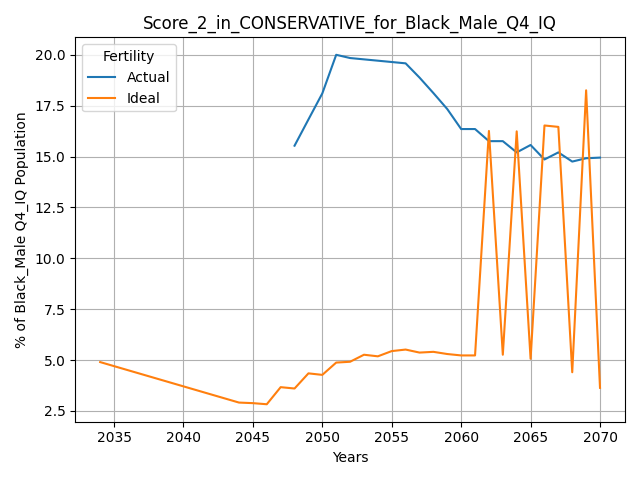 Score_2_in_CONSERVATIVE_for_Black_Male_Q4_IQ
Fertility
Actual
Ideal
% of Black_Male Q4_IQ Population
20.0
17.5
15.0
12.5
10.0
7.5
5.0
2.5
2035 2040 2045 2050 2055 2060 2065 2070
Years